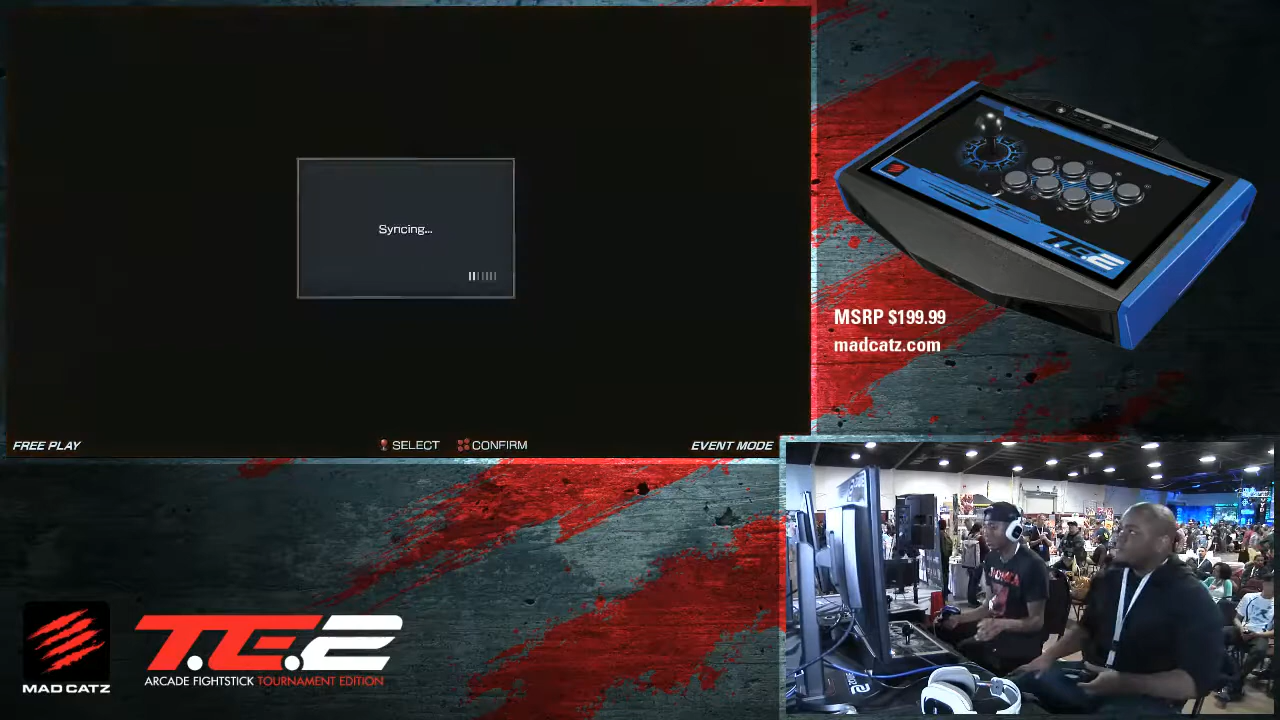 Syncing...
FREE PLAY
SELECT
CONFIRM
EVENT MODE
T.E.2
MSRP $199.99
madcatz.com
MAD CATZ
T.E.2
ARCADE FIGHTSTICK TOURNAMENT EDITION